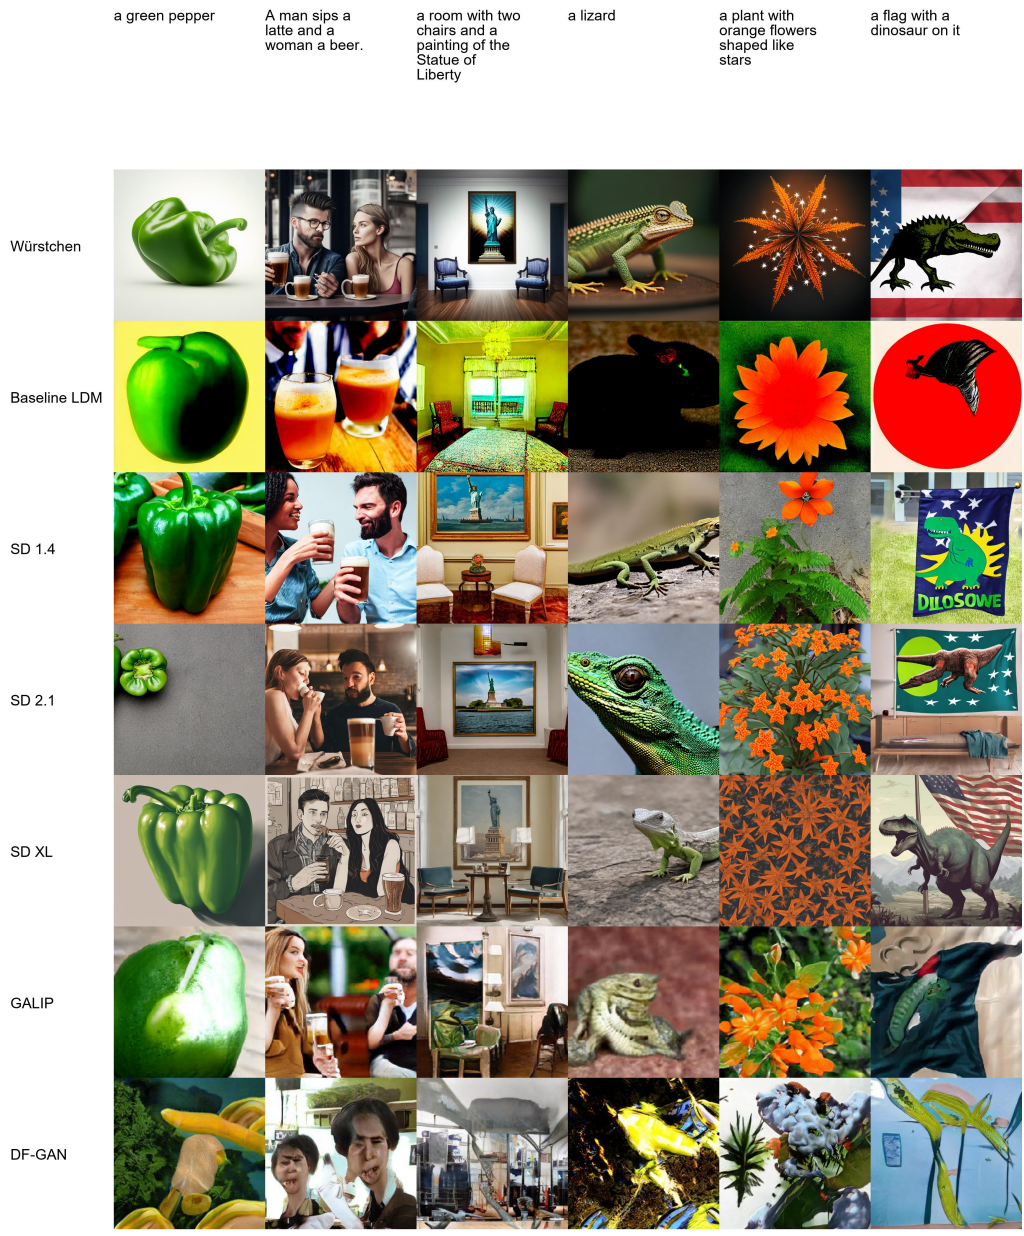 a green pepper
A man sips a
latte and a
woman a beer.
a room with two
chairs and a
painting of the
Statue of
Liberty
a lizard
a plant with
orange flowers
shaped like
stars
a flag with a
dinosaur on it
Würstchen
Baseline LDM
SD 1.4
DILOSOWE
SD 2.1
SD XL
GALIP
DF-GAN